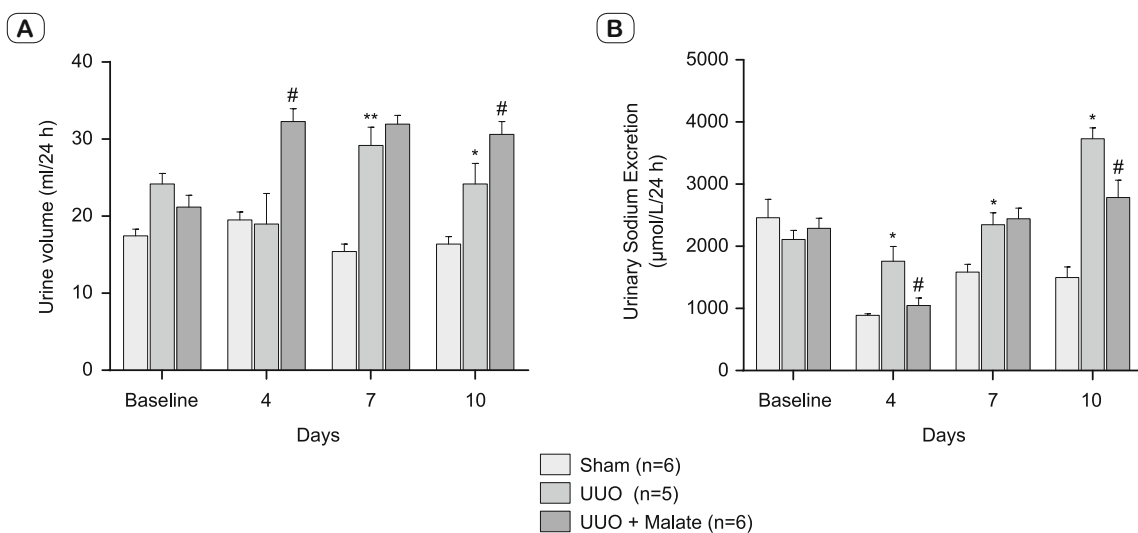 A
Urine volume (ml/24 h)
40
30
20
10
0
#
**
*
#
Baseline
4
7
10
Days
B
Urinary Sodium Excretion
(µmol/L/24 h)
5000
4000
3000
2000
1000
0
*
#
*
*
#
Baseline
4
7
10
Days
Sham (n=6)
UUO (n=5)
UUO + Malate (n=6)